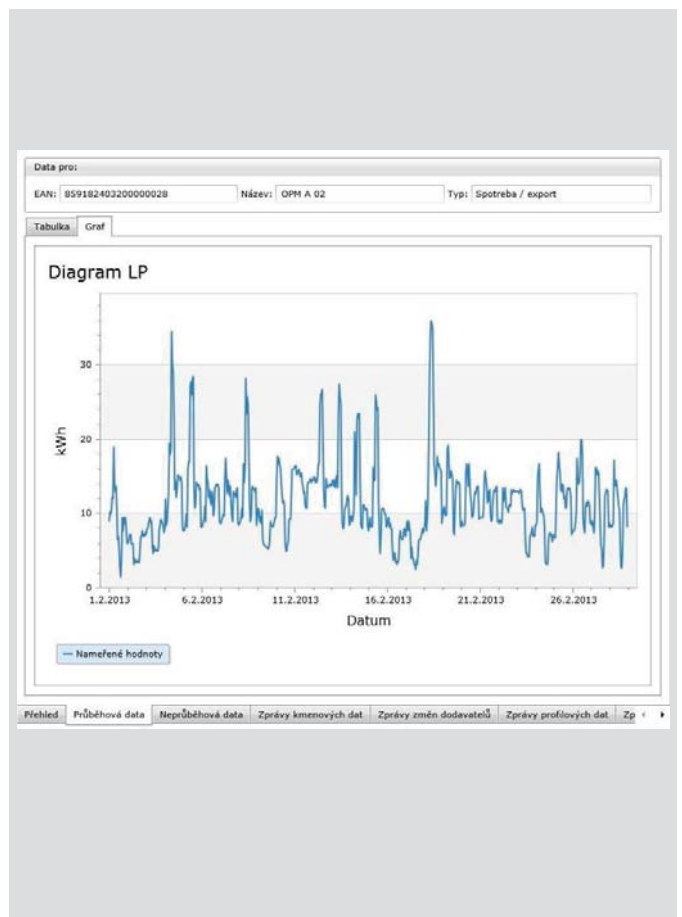 Data pro:
EAN: 859182403200000028 Název: OPM A 02 Typ: Spotreba / export
Tabulka Graf
Diagram LP
kWh
30
20
10
0
1.2.2013 6.2.2013 11.2.2013 16.2.2013 21.2.2013 26.2.2013
Datum
Nameřené hodnoty
Přehled Průběhová data Neprůběhová data Zprávy kmenových dat Zprávy změn dodavatelů Zprávy profilových dat Zp